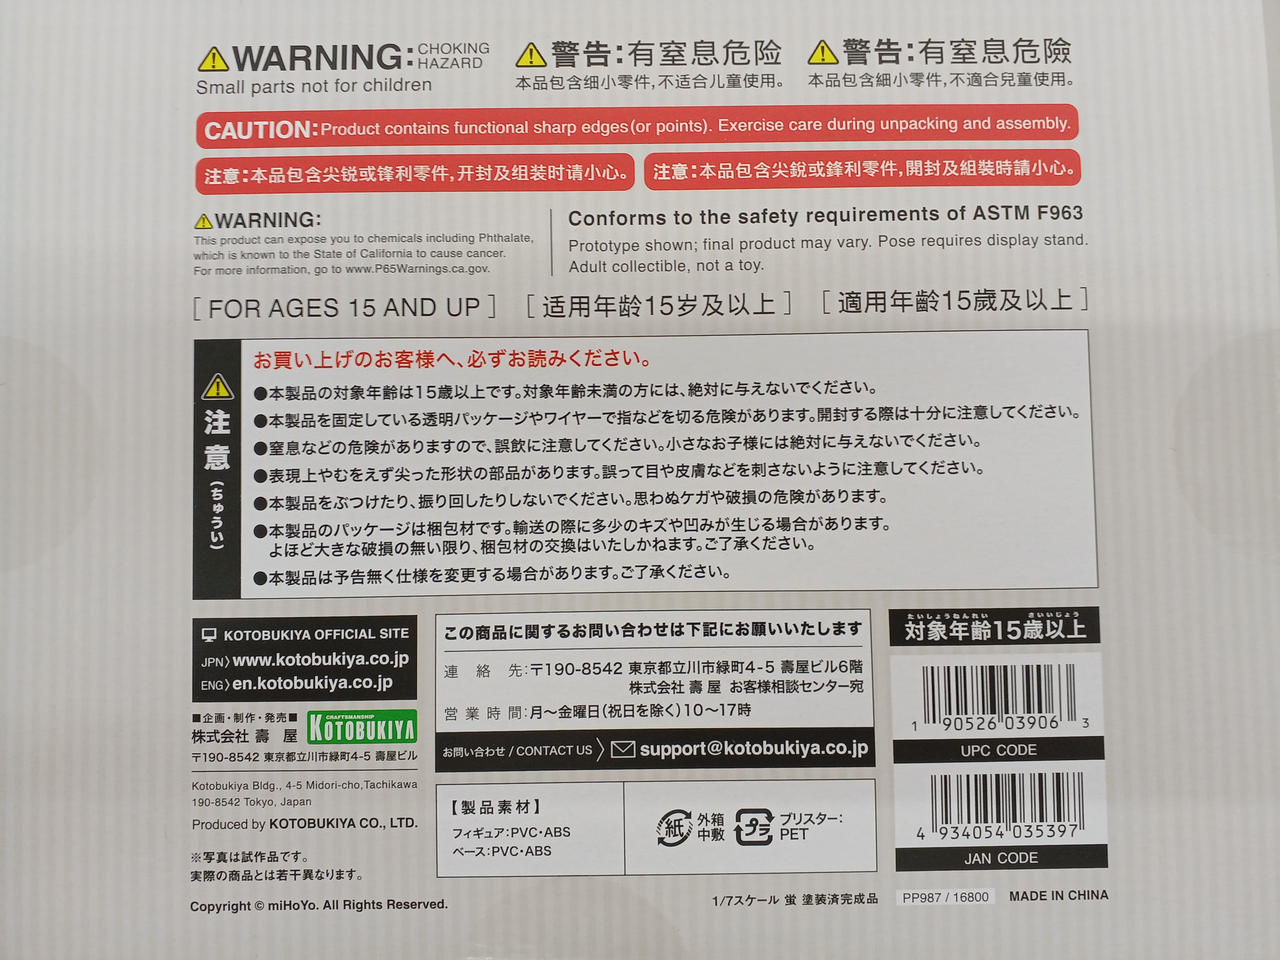 WARNING: CHOKING HAZARD
Small parts not for children
警告:有窒息危险
本品包含细小零件,不适合儿童使用。
警告:有窒息危險
本品包含細小零件,不適合兒童使用。
CAUTION: Product contains functional sharp edges (or points). Exercise care during unpacking and assembly.
注意:本品包含尖锐或锋利零件,开封及组装时请小心。
注意:本品包含尖銳或鋒利零件,開封及組裝時請小心。
WARNING:
This product can expose you to chemicals including Phthalate,
which is known to the State of California to cause cancer.
For more information, go to www.P65Warnings.ca.gov.
Conforms to the safety requirements of ASTM F963
Prototype shown; final product may vary. Pose requires display stand.
Adult collectible, not a toy.
[ FOR AGES 15 AND UP ]
[ 适用年龄15岁及以上 ]
[ 適用年齡15歲及以上 ]
注意(ちゅうい)
お買い上げのお客様へ、必ずお読みください。
●本製品の対象年齢は15歳以上です。対象年齢未満の方には、絶対に与えないでください。
●本製品を固定している透明パッケージやワイヤーで指などを切る危険があります。開封する際は十分に注意してください。
●窒息などの危険がありますので、誤飲に注意してください。小さなお子様には絶対に与えないでください。
●表現上やむをえず尖った形状の部品があります。誤って目や皮膚などを刺さないように注意してください。
●本製品をぶつけたり、振り回したりしないでください。思わぬケガや破損の危険があります。
●本製品のパッケージは梱包材です。輸送の際に多少のキズや凹みが生じる場合があります。
よほど大きな破損の無い限り、梱包材の交換はいたしかねます。ご了承ください。
●本製品は予告無く仕様を変更する場合があります。ご了承ください。
KOTOBUKIYA OFFICIAL SITE
JPN〉www.kotobukiya.co.jp
ENG〉en.kotobukiya.co.jp
■企画・制作・発売■
株式会社 壽 屋
CRAFTSMANSHIP
KOTOBUKIYA
〒190-8542 東京都立川市緑町4-5 壽屋ビル
Kotobukiya Bldg., 4-5 Midori-cho,Tachikawa
190-8542 Tokyo, Japan
Produced by KOTOBUKIYA CO., LTD.
※写真は試作品です。
実際の商品とは若干異なります。
Copyright © miHoYo. All Rights Reserved.
この商品に関するお問い合わせは下記にお願いいたします
連絡先:〒190-8542 東京都立川市緑町4-5 壽屋ビル6階
株式会社 壽 屋 お客様相談センター宛
営業時間:月〜金曜日(祝日を除く)10〜17時
お問い合わせ / CONTACT US 〉 support@kotobukiya.co.jp
【製品素材】
フィギュア:PVC・ABS
ベース:PVC・ABS
紙
外箱
中敷
プラ
ブリスター:
PET
1/7スケール 蛍 塗装済完成品
たいしょうねんれい さいいじょう
対象年齢15歳以上
1 90526 03906 3
UPC CODE
4 934054 035397
JAN CODE
PP987 / 16800
MADE IN CHINA